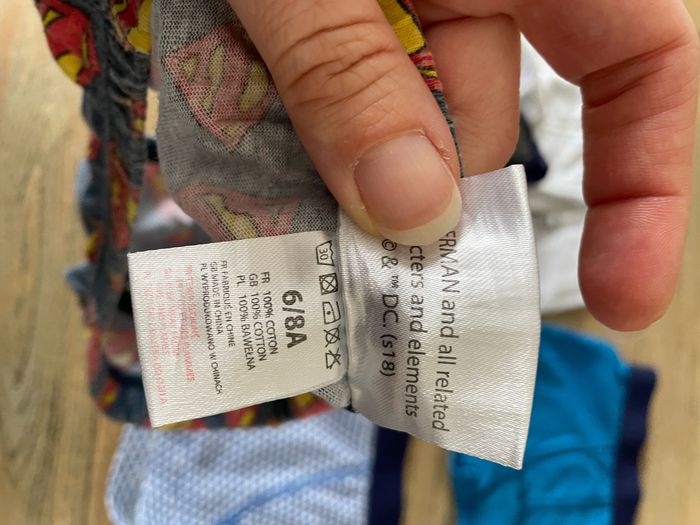 30
6/8A
FR 100% COTON
GB 100% COTTON
PL 100% BAWEŁNA
FR FABRIQUÉ EN CHINE
GB MADE IN CHINA
PL WYPRODUKOWANO W CHINACH
ERMAN and all related
cters and elements
© & ™ DC. (s18)